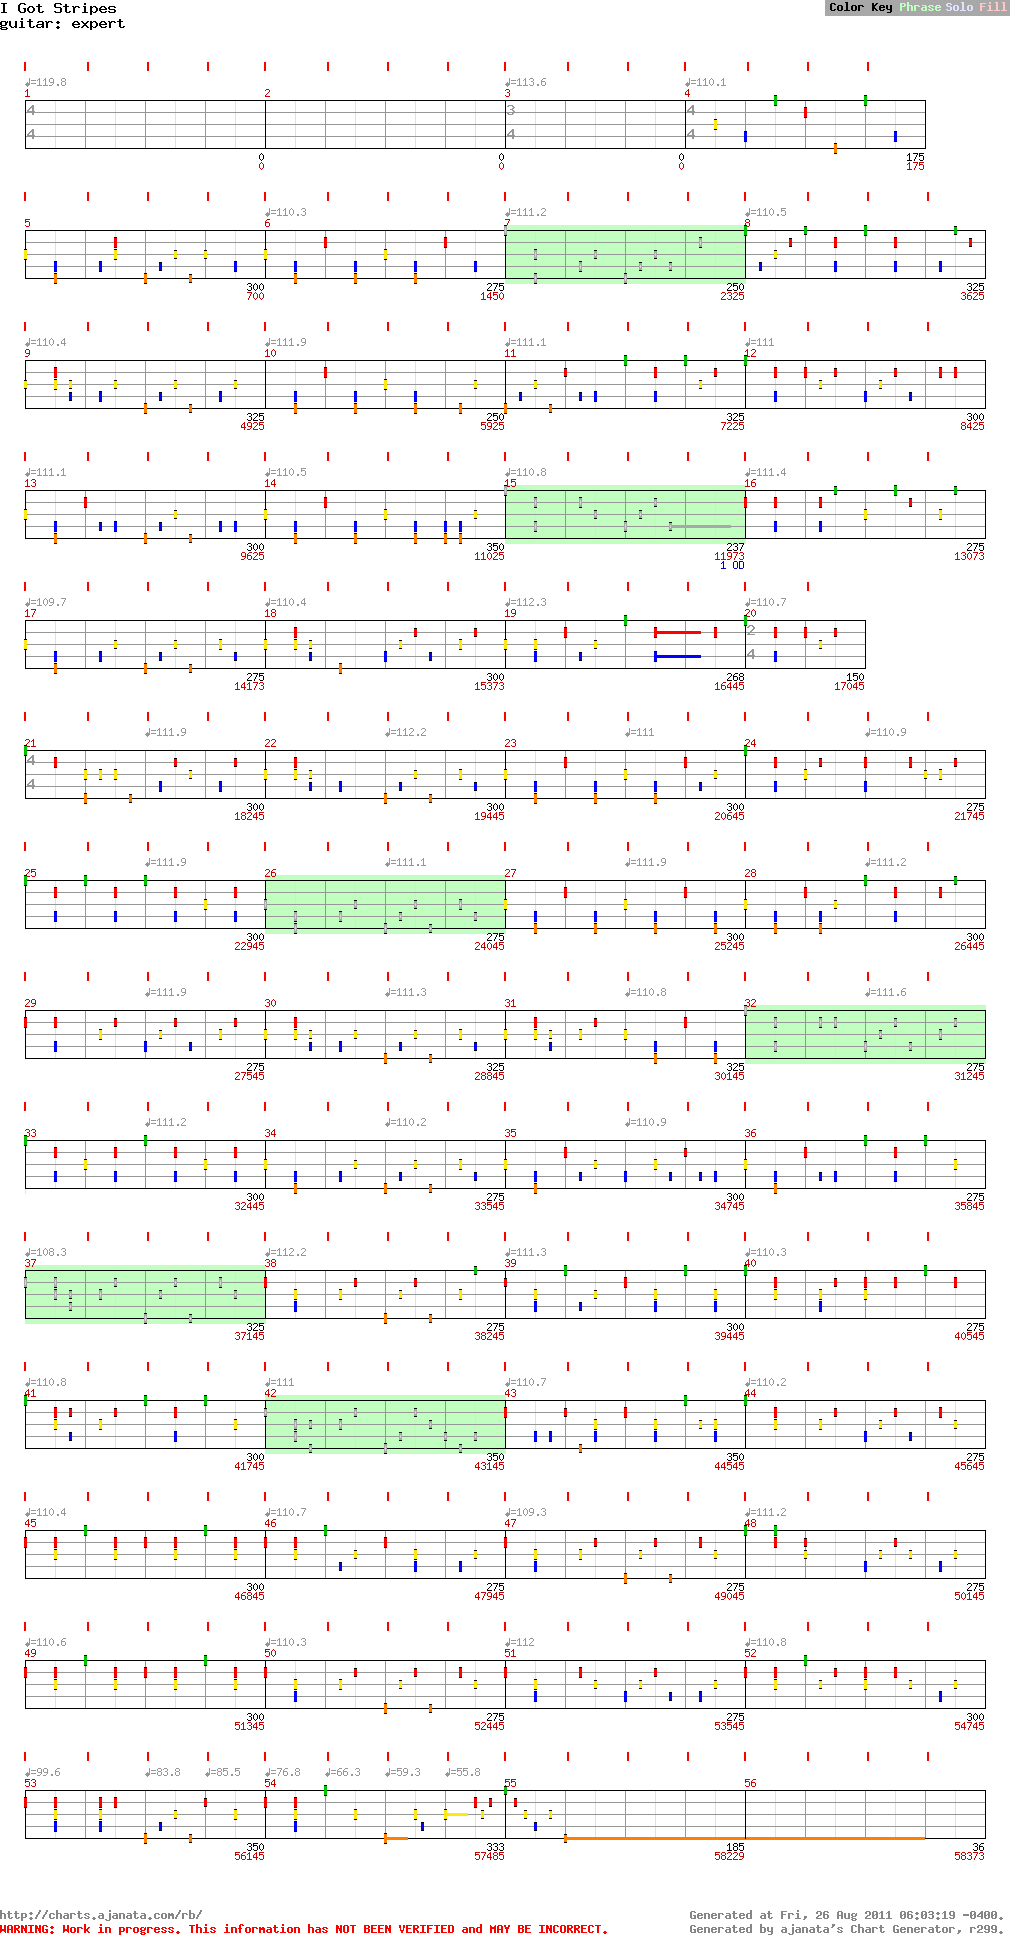 I Got Stripes
guitar: expert
Color Key Phrase Solo Fill
♩=119.8 ♩=113.6 ♩=110.1
1 2 3 4
4 3 4
4 4 4
0 0 0 175
0 0 0 175
♩=110.3 ♩=111.2 ♩=110.5
5 6 7 8
300 275 250 325
700 1450 2325 3625
♩=110.4 ♩=111.9 ♩=111.1 ♩=111
9 10 11 12
325 250 325 300
4925 5925 7225 8425
♩=111.1 ♩=110.5 ♩=110.8 ♩=111.4
13 14 15 16
300 350 237 275
9625 11025 11973 13073
1 OD
♩=109.7 ♩=110.4 ♩=112.3 ♩=110.7
17 18 19 20
2
4
275 300 268 150
14173 15373 16445 17045
♩=111.9 ♩=112.2 ♩=111 ♩=110.9
21 22 23 24
4
4
300 300 300 275
18245 19445 20645 21745
♩=111.9 ♩=111.1 ♩=111.9 ♩=111.2
25 26 27 28
300 275 300 300
22945 24045 25245 26445
♩=111.9 ♩=111.3 ♩=110.8 ♩=111.6
29 30 31 32
275 325 325 275
27545 28845 30145 31245
♩=111.2 ♩=110.2 ♩=110.9
33 34 35 36
300 275 300 275
32445 33545 34745 35845
♩=108.3 ♩=112.2 ♩=111.3 ♩=110.3
37 38 39 40
325 275 300 275
37145 38245 39445 40545
♩=110.8 ♩=111 ♩=110.7 ♩=110.2
41 42 43 44
300 350 350 275
41745 43145 44545 45645
♩=110.4 ♩=110.7 ♩=109.3 ♩=111.2
45 46 47 48
300 275 275 275
46845 47945 49045 50145
♩=110.6 ♩=110.3 ♩=112 ♩=110.8
49 50 51 52
300 275 275 300
51345 52445 53545 54745
♩=99.6 ♩=83.8 ♩=85.5 ♩=76.8 ♩=66.3 ♩=59.3 ♩=55.8
53 54 55 56
350 333 185 36
56145 57485 58229 58373
http://charts.ajanata.com/rb/ Generated at Fri, 26 Aug 2011 06:03:19 -0400.
WARNING: Work in progress. This information has NOT BEEN VERIFIED and MAY BE INCORRECT. Generated by ajanata's Chart Generator, r299.